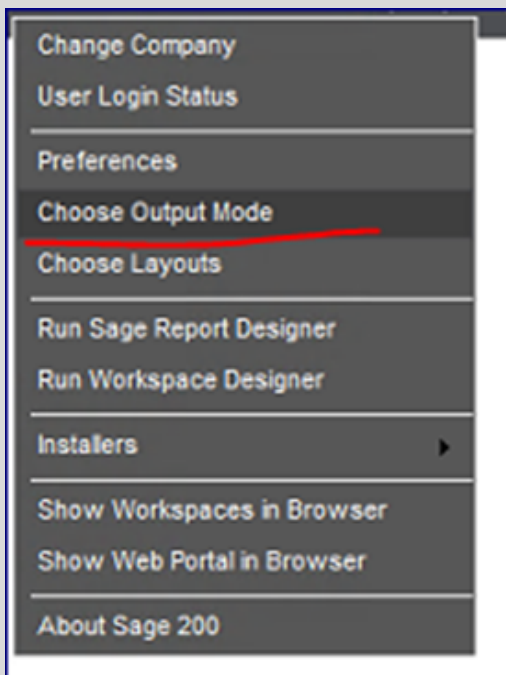 Change Company
User Login Status
Preferences
Choose Output Mode
Choose Layouts
Run Sage Report Designer
Run Workspace Designer
Installers
Show Workspaces in Browser
Show Web Portal in Browser
About Sage 200